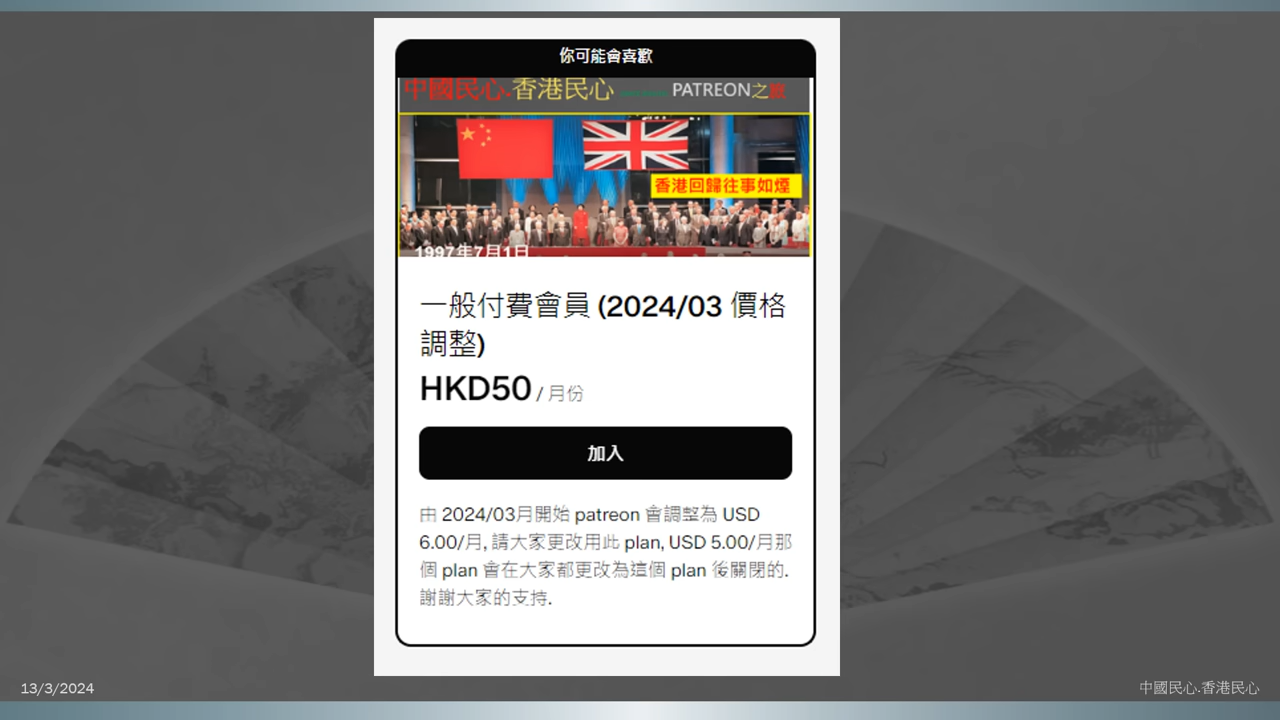 你可能會喜歡
中國民心.香港民心 PATREON之旅
香港回歸往事如煙
1997年7月1日
一般付費會員 (2024/03 價格
調整)
HKD50 / 月份
加入
由 2024/03月開始 patreon 會調整為 USD
6.00/月, 請大家更改用此 plan, USD 5.00/月那
個 plan 會在大家都更改為這個 plan 後關閉的.
謝謝大家的支持.
13/3/2024
中國民心.香港民心